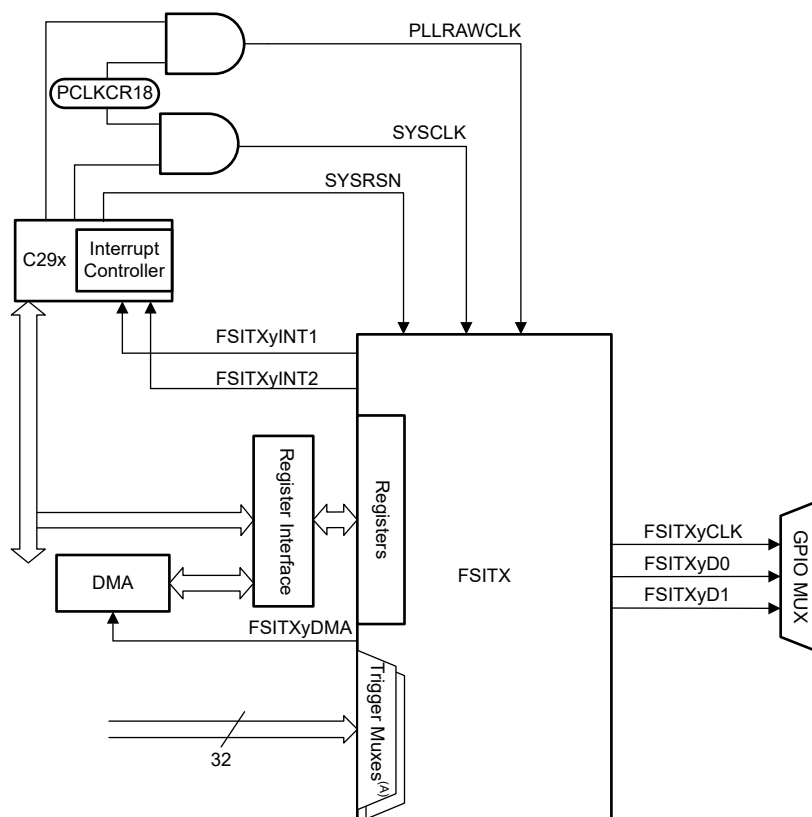 PLLRAWCLK
PCLKCR18
SYSCLK
SYSRSN
C29x
Interrupt
Controller
FSITXyINT1
FSITXyINT2
Register Interface
Registers
FSITX
FSITXyCLK
FSITXyD0
FSITXyD1
GPIO MUX
DMA
FSITXyDMA
Trigger Muxes(A)
32